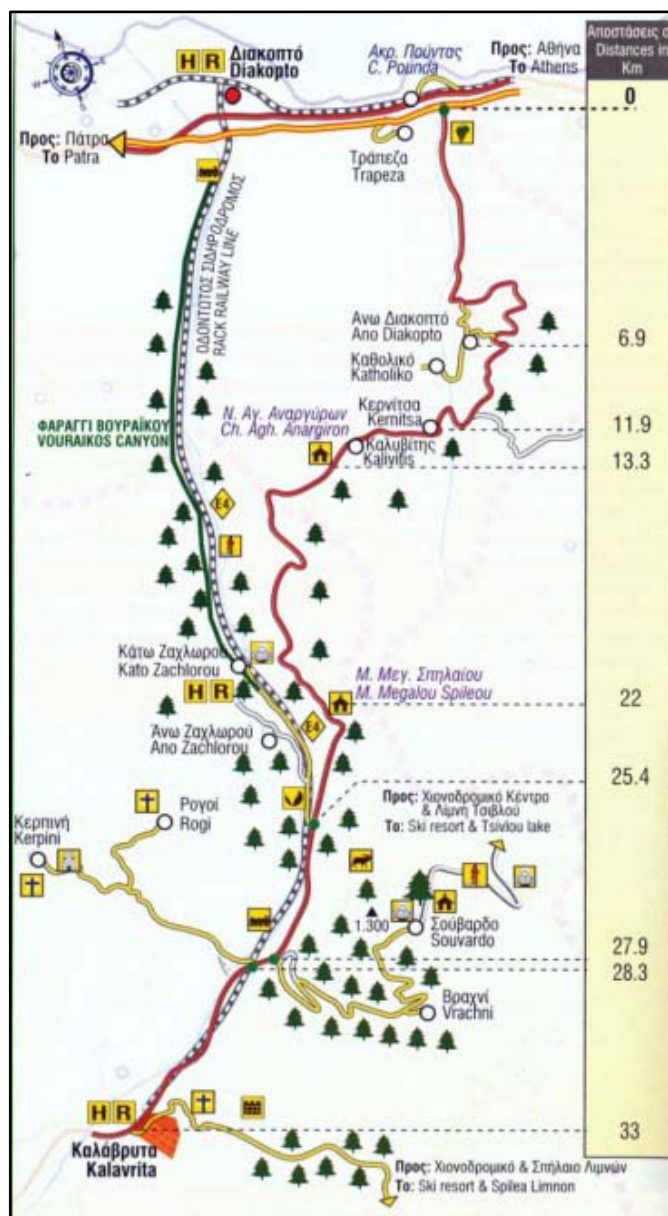 Αποστάσεις σ
Distances in
Km
H R
Διακοπτό
Diakopto
Ακρ. Πούντας
C. Pounda
Προς: Αθήνα
To Athens
0
Προς: Πάτρα
To Patra
Τράπεζα
Trapeza
ΟΔΟΝΤΩΤΟΣ ΣΙΔΗΡΟΔΡΟΜΟΣ
RACK RAILWAY LINE
Ανω Διακοπτό
Ano Diakopto
6.9
Καθολικό
Katholiko
ΦΑΡΑΓΓΙ ΒΟΥΡΑΪΚΟΥ
VOURAIKOS CANYON
Ν. Αγ. Αναργύρων
Ch. Agh. Anargiron
Κερνίτσα
Kernitsa
11.9
Καλυβίτης
Kalivitis
13.3
E4
Κάτω Ζαχλωρού
Kato Zachlorou
H R
Μ. Μεγ. Σπηλαίου
M. Megalou Spileou
22
E4
Άνω Ζαχλωρού
Ano Zachlorou
25.4
Προς: Χιονοδρομικό Κέντρο
& Λιμνή Τσιβλού
To: Ski resort & Tsivlou lake
Ρογοί
Rogi
Κερπινή
Kerpini
1.300
Σούβαρδο
Souvardo
27.9
28.3
Βραχνί
Vrachni
H R
Καλάβρυτα
Kalavrita
33
Προς: Χιονοδρομικό & Σπήλαιο Λιμνών
To: Ski resort & Spilea Limnon